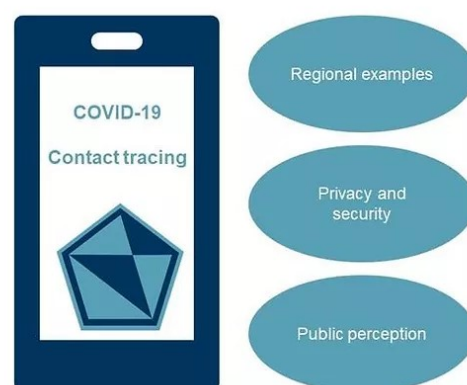 COVID-19
Contact tracing
Regional examples
Privacy and
security
Public perception